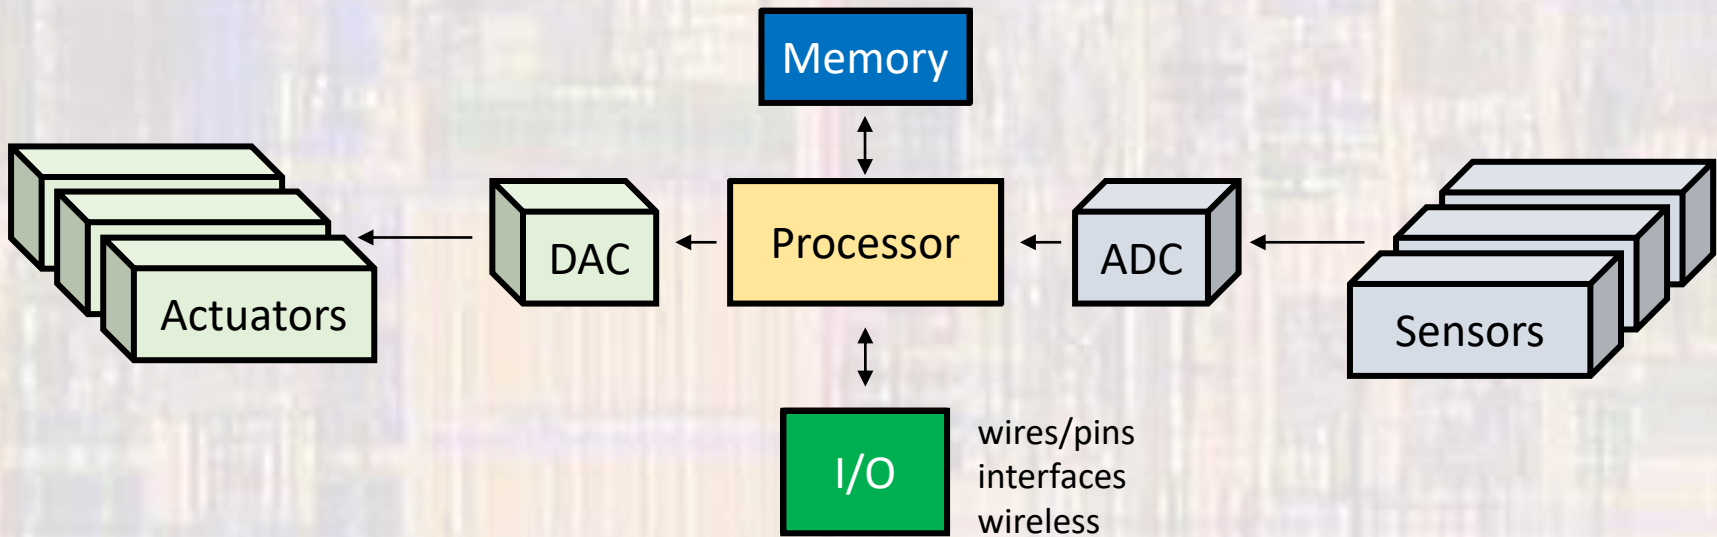 Memory
Actuators
DAC
Processor
ADC
Sensors
I/O
wires/pins
interfaces
wireless